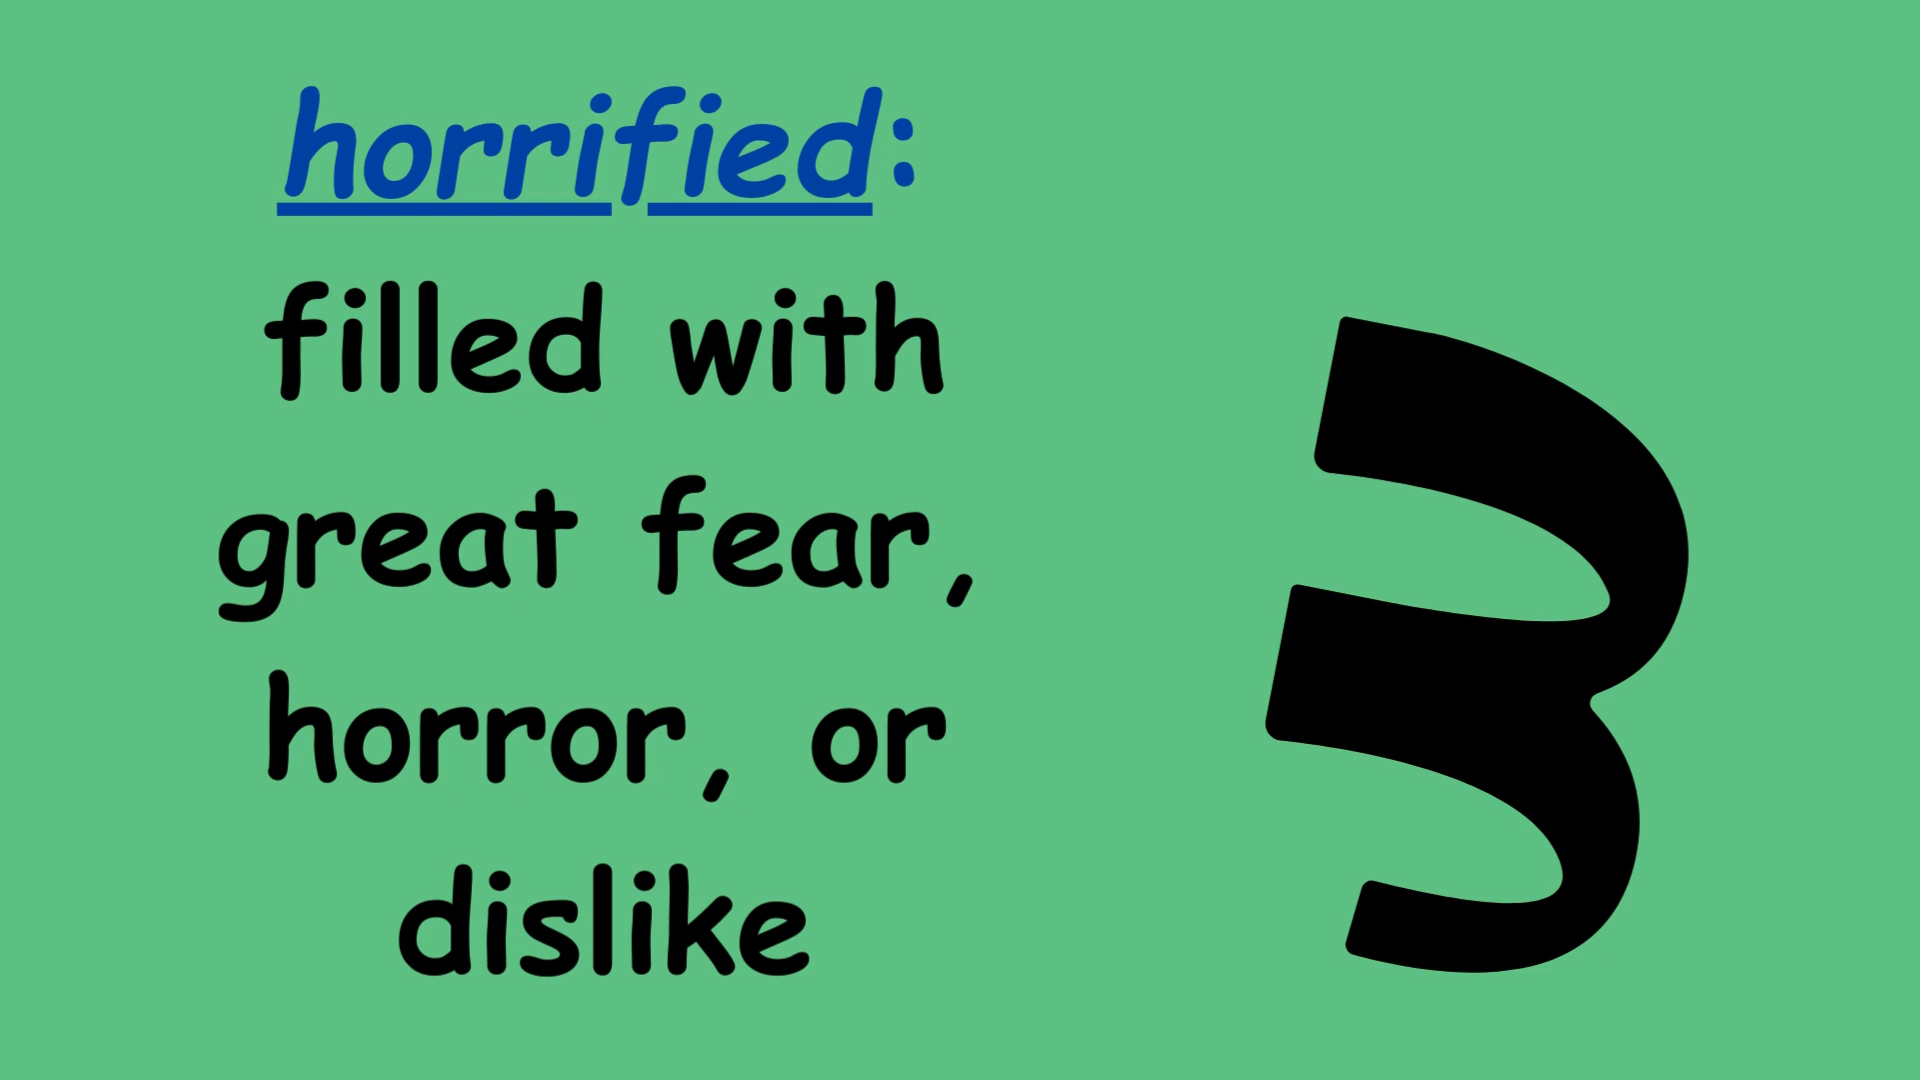 horrified:
filled with
great fear,
horror, or
dislike
3